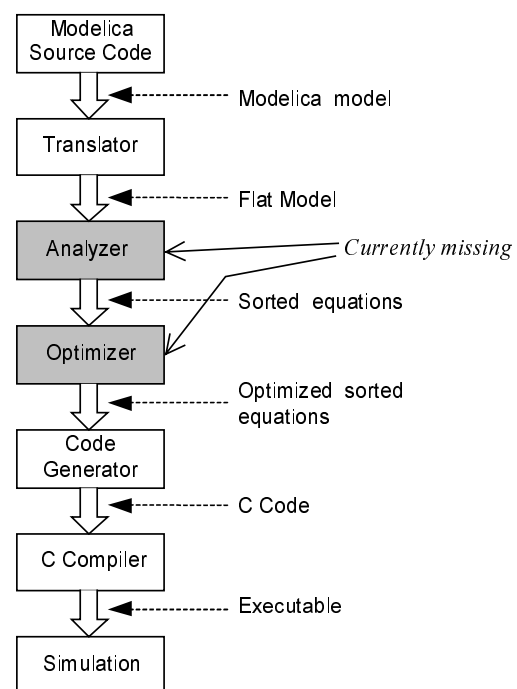 Modelica
Source Code
Modelica model
Translator
Flat Model
Analyzer
Currently missing
Sorted equations
Optimizer
Optimized sorted
equations
Code
Generator
C Code
C Compiler
Executable
Simulation